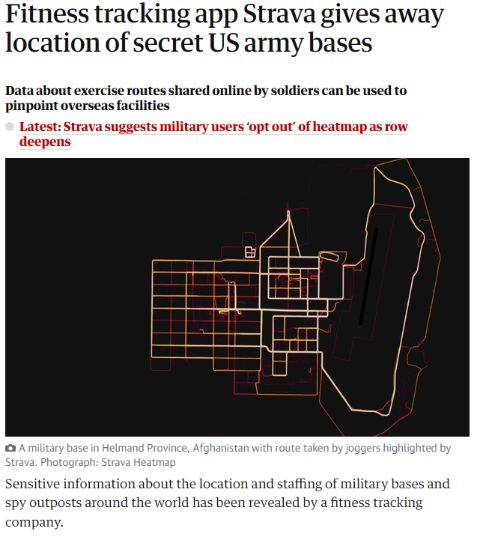 Fitness tracking app Strava gives away
location of secret US army bases
Data about exercise routes shared online by soldiers can be used to
pinpoint overseas facilities
Latest: Strava suggests military users ‘opt out’ of heatmap as row
deepens
A military base in Helmand Province, Afghanistan with route taken by joggers highlighted by
Strava. Photograph: Strava Heatmap
Sensitive information about the location and staffing of military bases and
spy outposts around the world has been revealed by a fitness tracking
company.